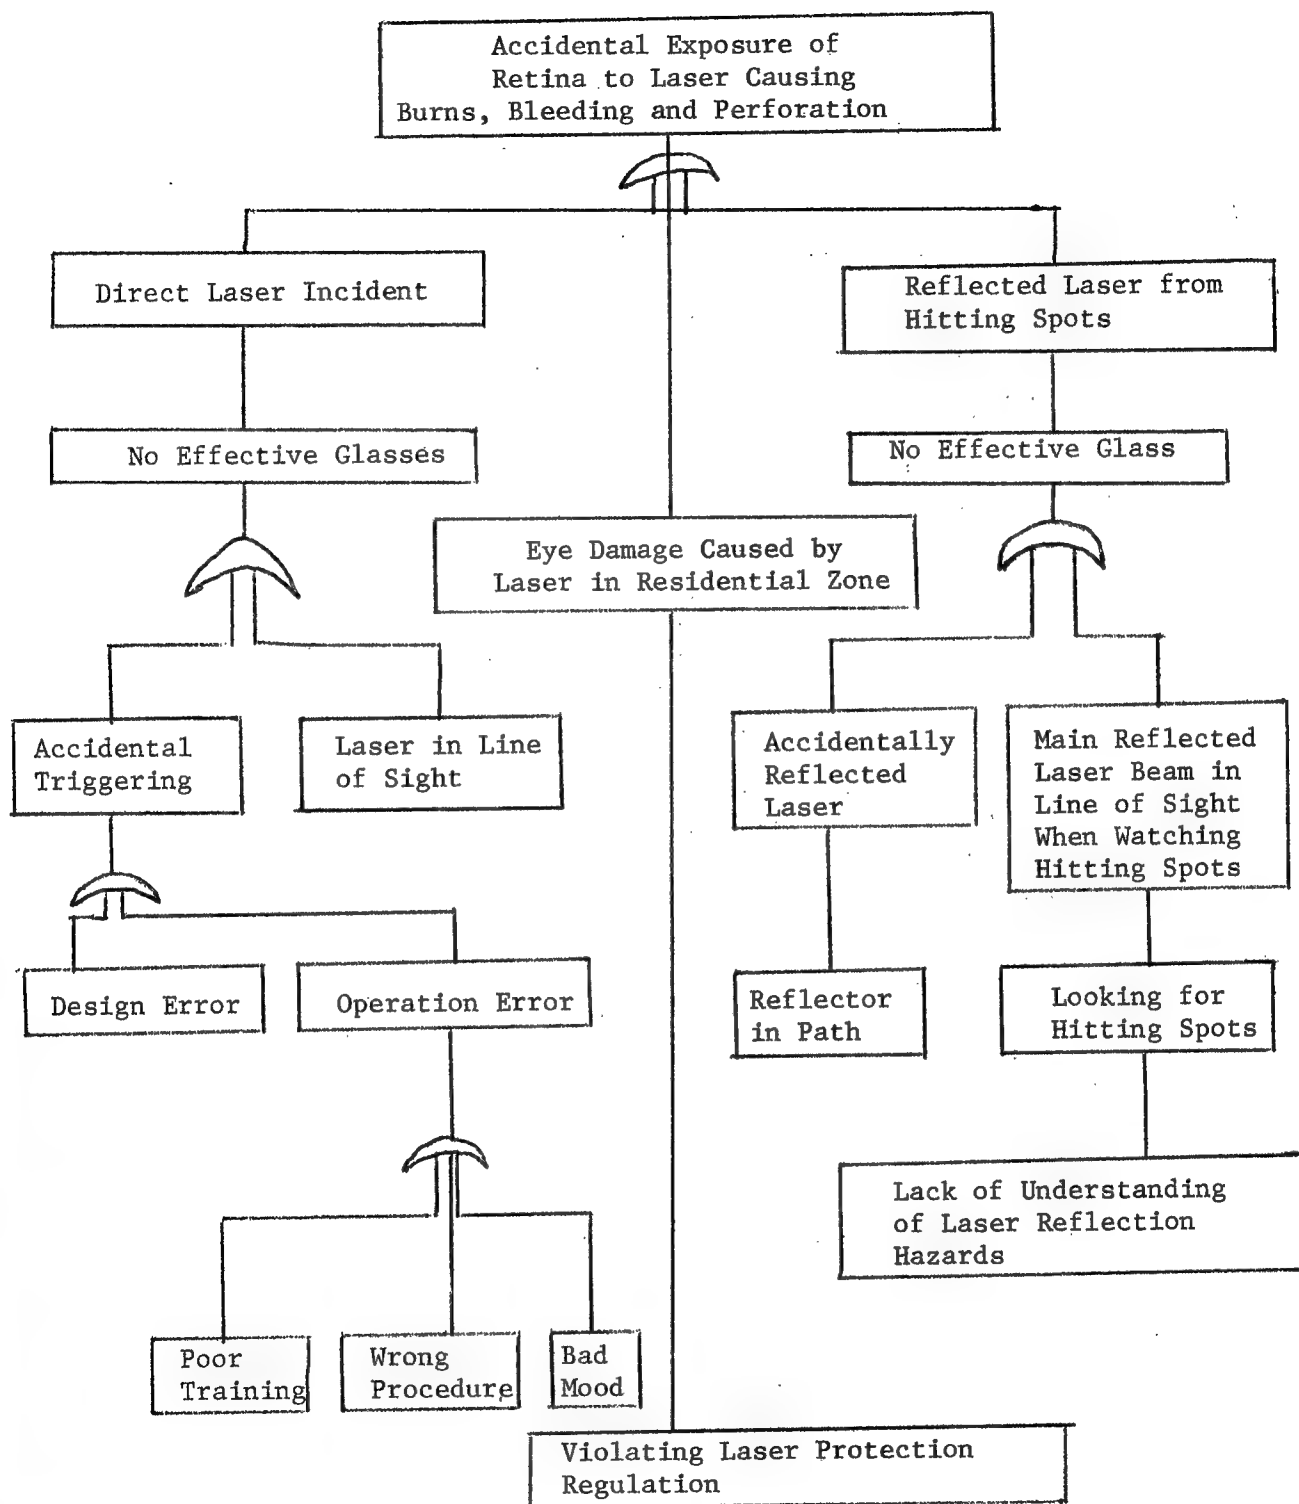 Accidental Exposure of
Retina to Laser Causing
Burns, Bleeding and Perforation
Direct Laser Incident
Reflected Laser from
Hitting Spots
No Effective Glasses
No Effective Glass
Eye Damage Caused by
Laser in Residential Zone
Accidental
Triggering
Laser in Line
of Sight
Accidentally
Reflected
Laser
Main Reflected
Laser Beam in
Line of Sight
When Watching
Hitting Spots
Design Error
Operation Error
Reflector
in Path
Looking for
Hitting Spots
Lack of Understanding
of Laser Reflection
Hazards
Poor
Training
Wrong
Procedure
Bad
Mood
Violating Laser Protection
Regulation